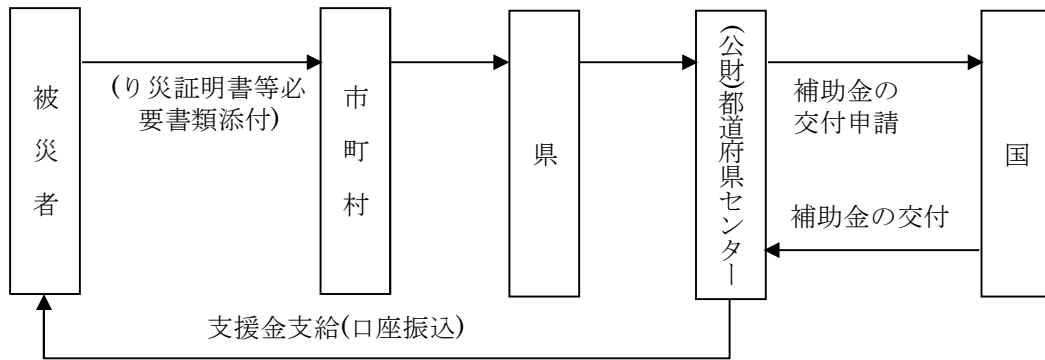 被災者
(り災証明書等必
要書類添付)
市町村
県
(公財)都道府県センター
補助金の
交付申請
補助金の交付
国
支援金支給(口座振込)